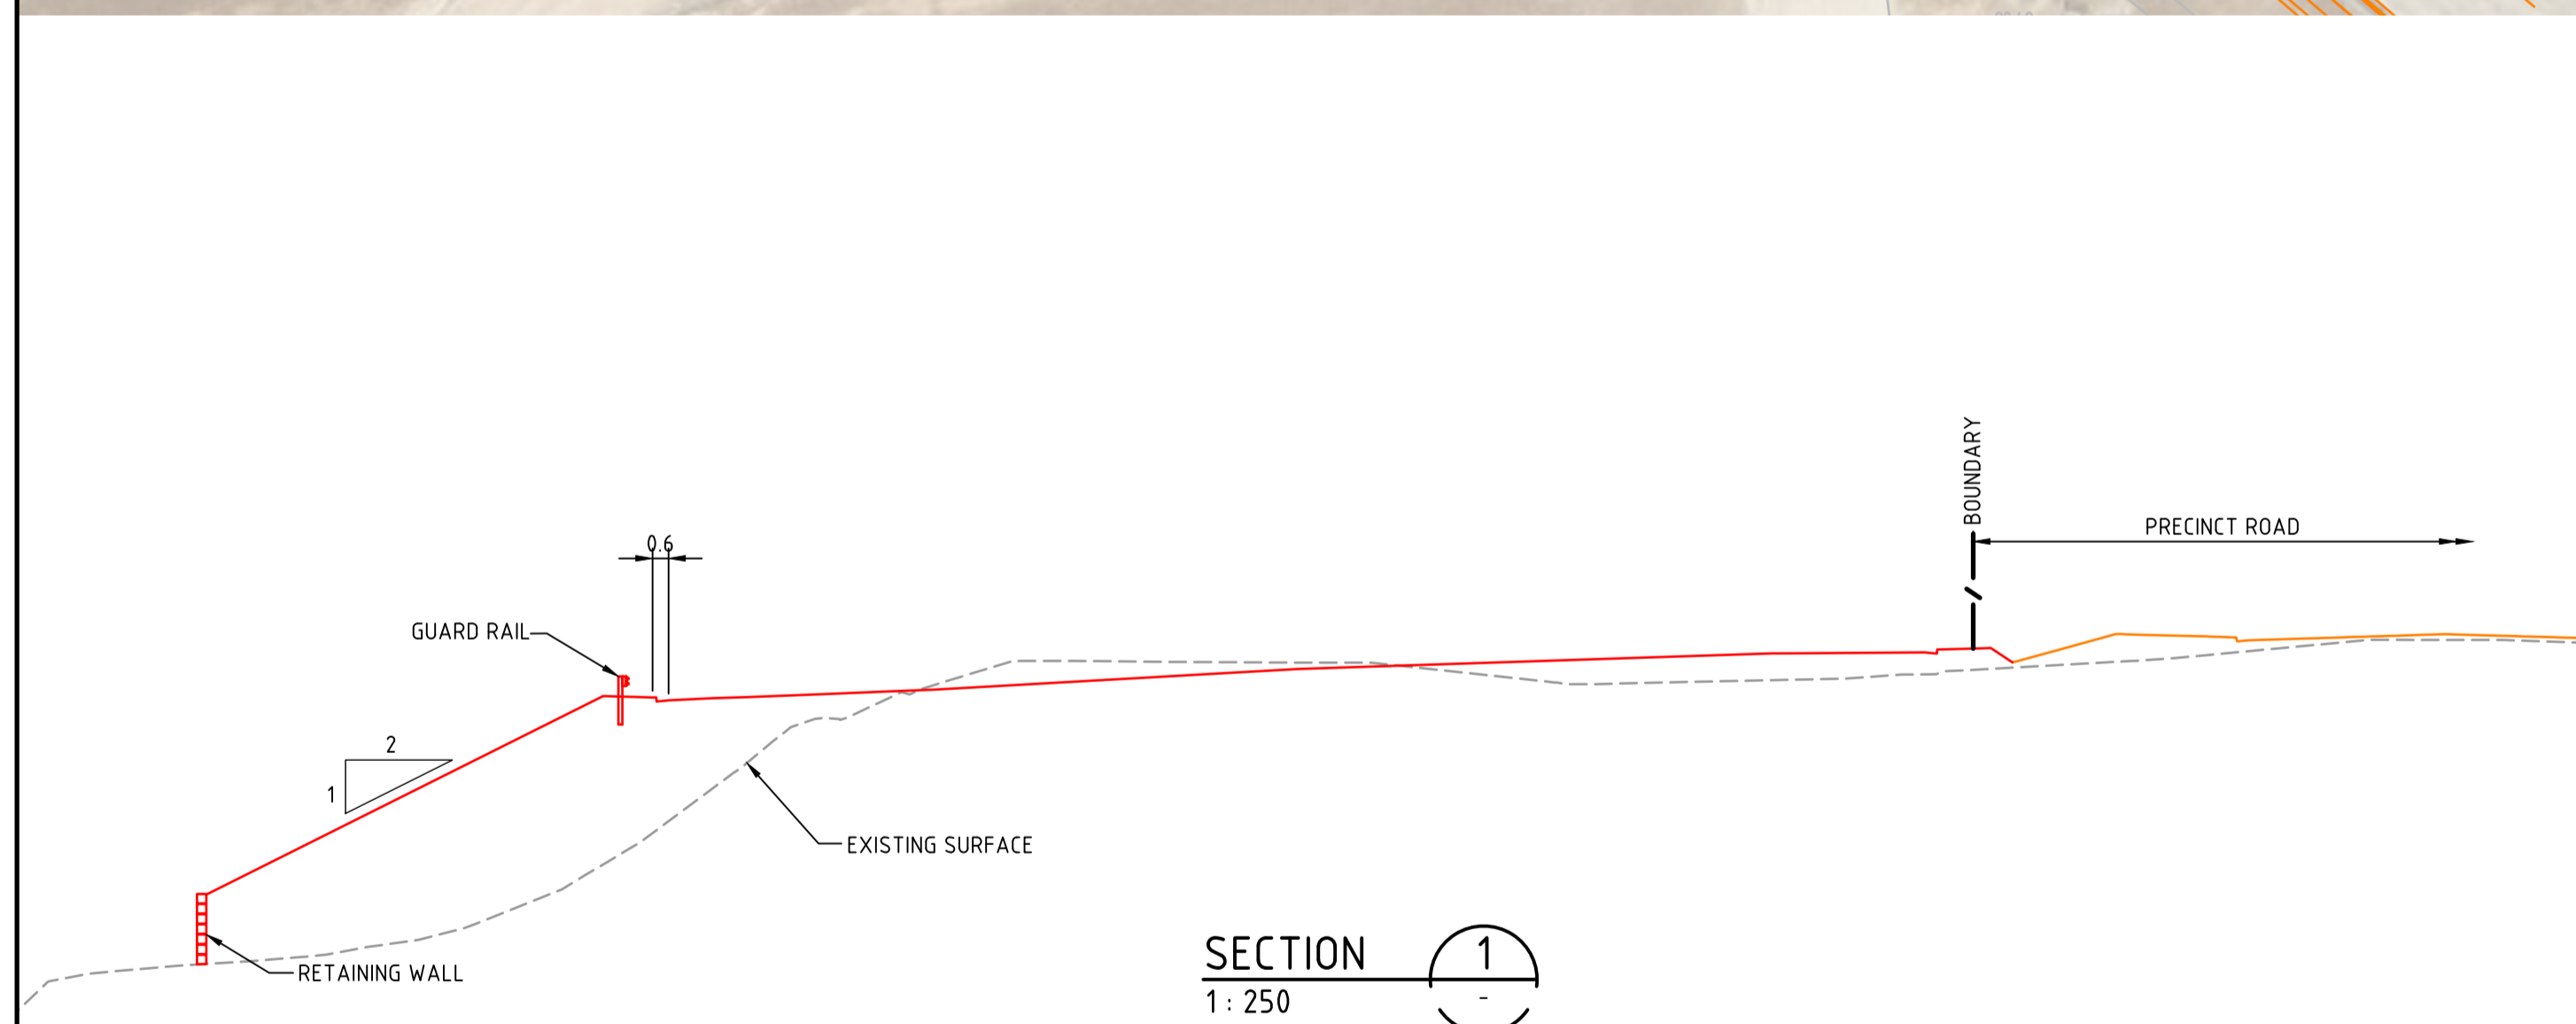 BOUNDARY
PRECINCT ROAD
0.6
GUARD RAIL
2
1
EXISTING SURFACE
RETAINING WALL
SECTION 1
1 : 250 -